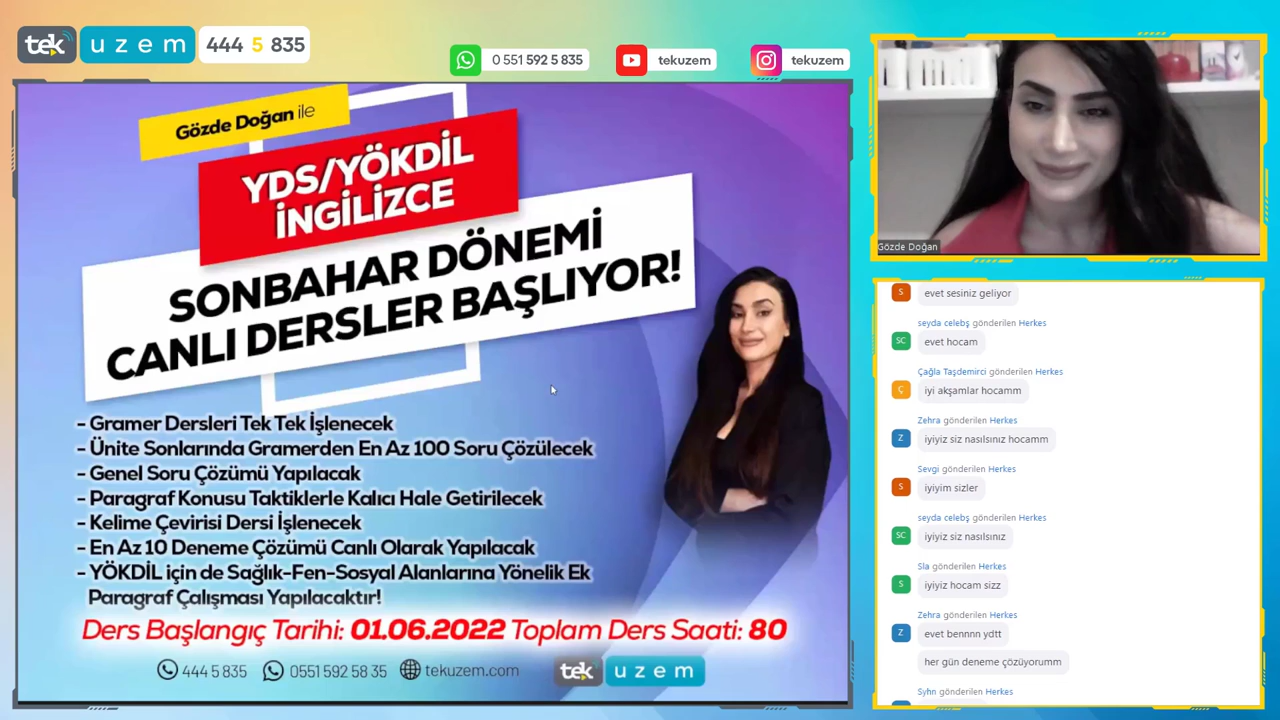 tek uzem 444 5 835
0 551 592 5 835
tekuzem
tekuzem
Gözde Doğan ile
YDS/YÖKDİL
İNGİLİZCE
SONBAHAR DÖNEMİ
CANLI DERSLER BAŞLIYOR!
- Gramer Dersleri Tek Tek İşlenecek
- Ünite Sonlarında Gramerden En Az 100 Soru Çözülecek
- Genel Soru Çözümü Yapılacak
- Paragraf Konusu Taktiklerle Kalıcı Hale Getirilecek
- Kelime Çevirisi Dersi İşlenecek
- En Az 10 Deneme Çözümü Canlı Olarak Yapılacak
- YÖKDİL için de Sağlık-Fen-Sosyal Alanlarına Yönelik Ek
Paragraf Çalışması Yapılacaktır!
Ders Başlangıç Tarihi: 01.06.2022 Toplam Ders Saati: 80
444 5 835 0551 592 58 35 tekuzem.com tek uzem
Gözde Doğan
S evet sesiniz geliyor
seyda celebş gönderilen Herkes
SC evet hocam
Çağla Taşdemirci gönderilen Herkes
Ç iyi akşamlar hocamm
Zehra gönderilen Herkes
Z iyiyiz siz nasılsınız hocamm
Sevgi gönderilen Herkes
S iyiyim sizler
seyda celebş gönderilen Herkes
SC iyiyiz siz nasılsınız
Sla gönderilen Herkes
S iyiyiz hocam sizz
Zehra gönderilen Herkes
Z evet bennnn ydtt
her gün deneme çözüyorumm
Syhn gönderilen Herkes